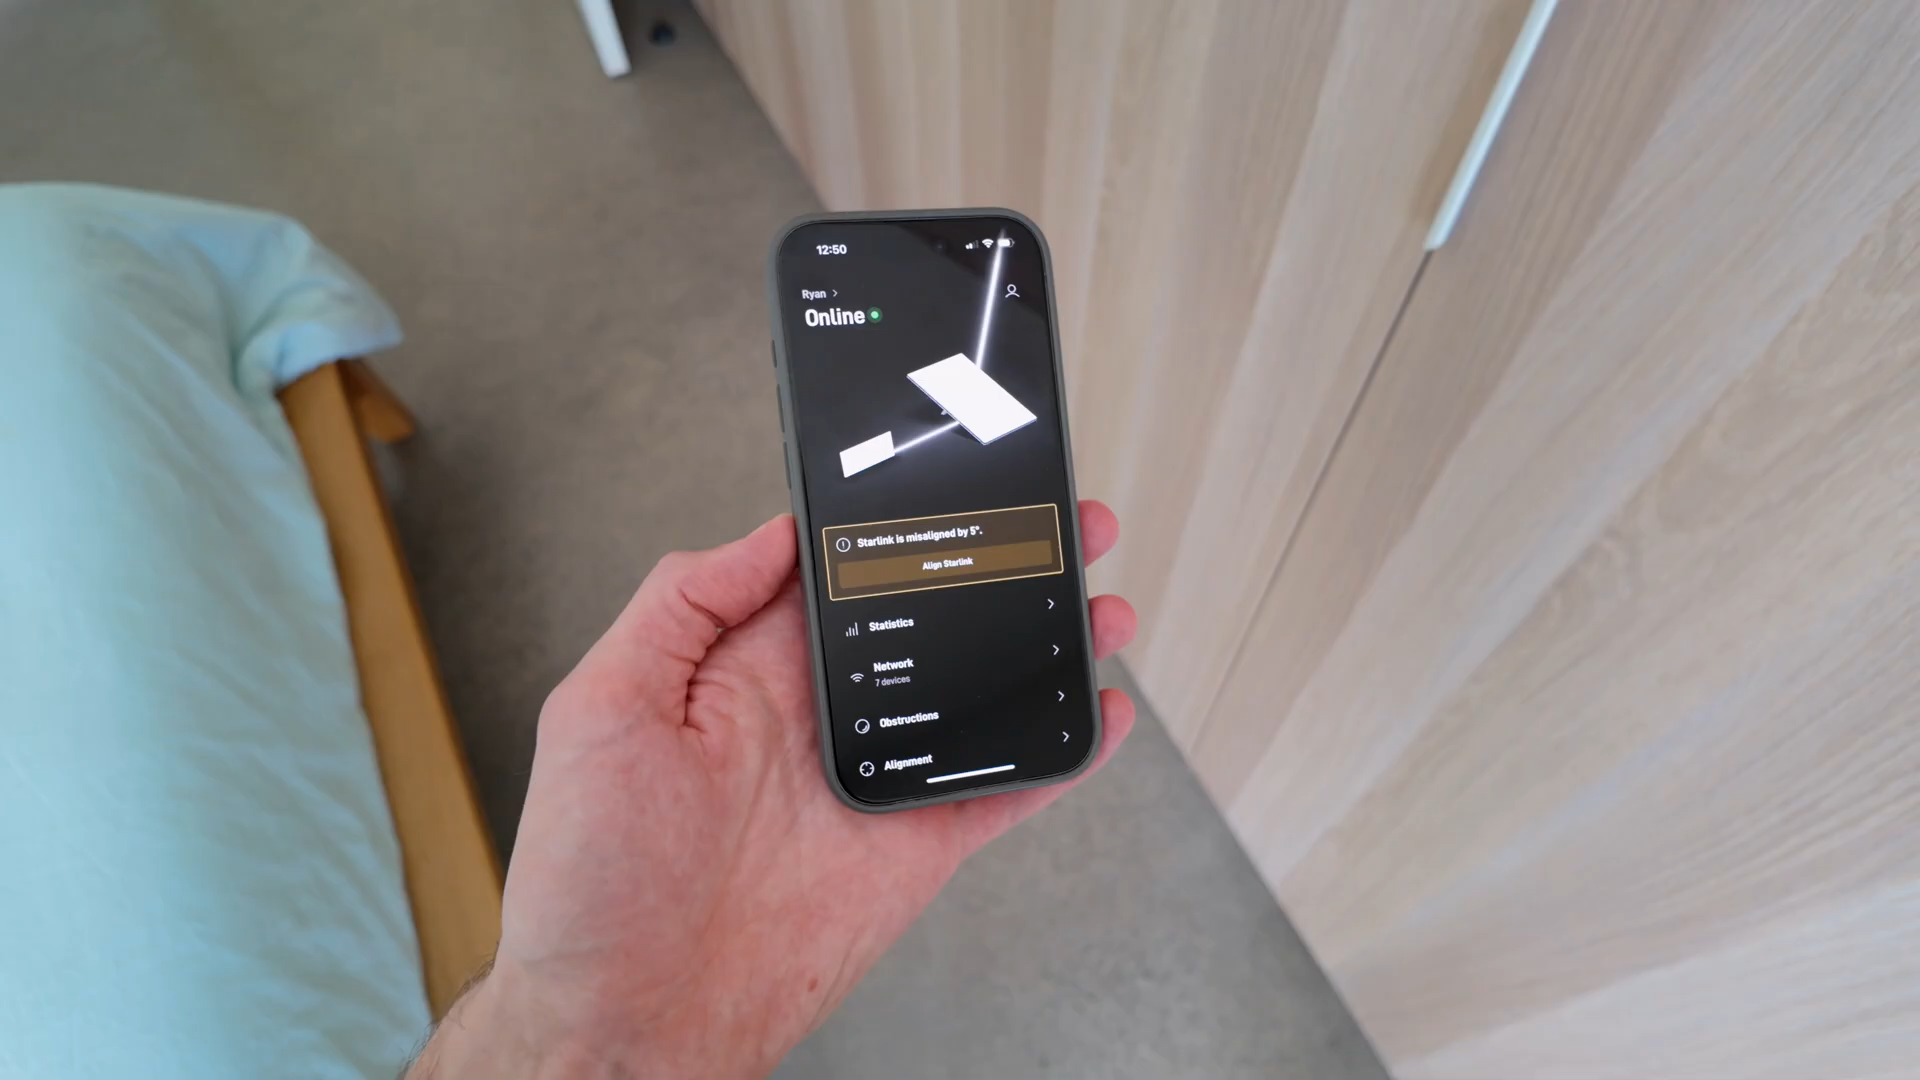 12:50
Ryan
Online
Starlink is misaligned by 5°.
Align Starlink
Statistics
Network
7 devices
Obstructions
Alignment